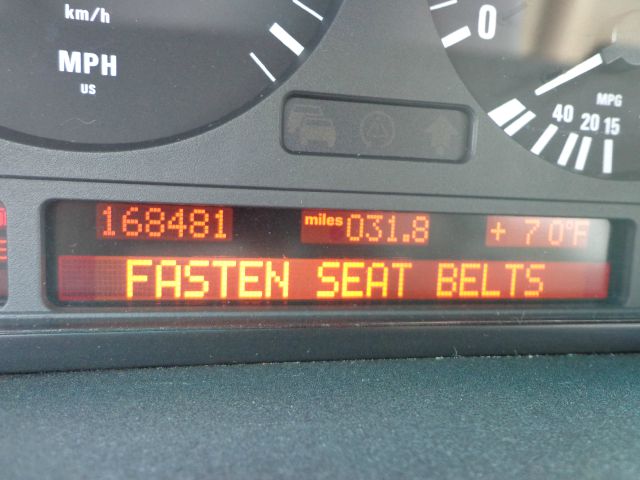 km/h
MPH
US
0
MPG
40 20 15
168481 miles 031.8 + 70°F
FASTEN SEAT BELTS